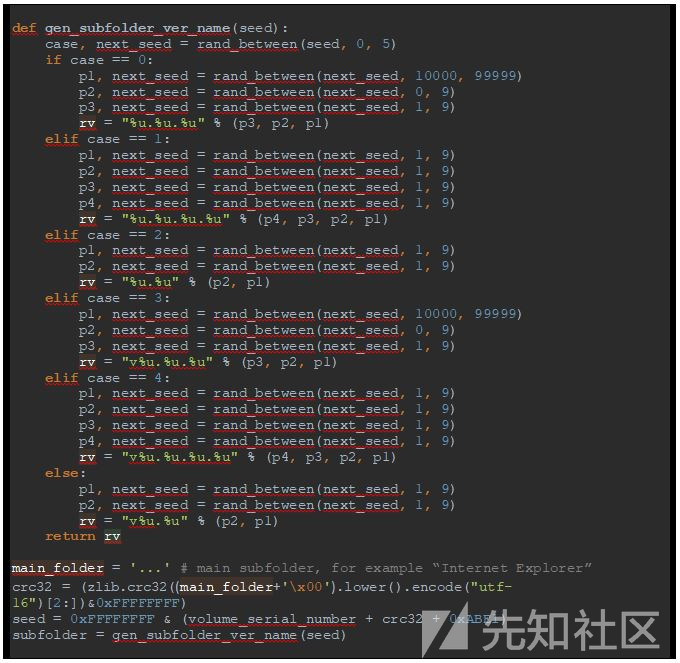 def gen_subfolder_ver_name(seed):
    case, next_seed = rand_between(seed, 0, 5)
    if case == 0:
        p1, next_seed = rand_between(next_seed, 10000, 99999)
        p2, next_seed = rand_between(next_seed, 0, 9)
        p3, next_seed = rand_between(next_seed, 1, 9)
        rv = "%u.%u.%u" % (p3, p2, p1)
    elif case == 1:
        p1, next_seed = rand_between(next_seed, 1, 9)
        p2, next_seed = rand_between(next_seed, 1, 9)
        p3, next_seed = rand_between(next_seed, 1, 9)
        p4, next_seed = rand_between(next_seed, 1, 9)
        rv = "%u.%u.%u.%u" % (p4, p3, p2, p1)
    elif case == 2:
        p1, next_seed = rand_between(next_seed, 1, 9)
        p2, next_seed = rand_between(next_seed, 1, 9)
        rv = "%u.%u" % (p2, p1)
    elif case == 3:
        p1, next_seed = rand_between(next_seed, 10000, 99999)
        p2, next_seed = rand_between(next_seed, 0, 9)
        p3, next_seed = rand_between(next_seed, 1, 9)
        rv = "v%u.%u.%u" % (p3, p2, p1)
    elif case == 4:
        p1, next_seed = rand_between(next_seed, 1, 9)
        p2, next_seed = rand_between(next_seed, 1, 9)
        p3, next_seed = rand_between(next_seed, 1, 9)
        p4, next_seed = rand_between(next_seed, 1, 9)
        rv = "v%u.%u.%u.%u" % (p4, p3, p2, p1)
    else:
        p1, next_seed = rand_between(next_seed, 1, 9)
        p2, next_seed = rand_between(next_seed, 1, 9)
        rv = "v%u.%u" % (p2, p1)
    return rv
main_folder = '...' # main subfolder, for example “Internet Explorer”
crc32 = (zlib.crc32((main_folder+'\x00').lower().encode("utf-
16")[2:])&0xFFFFFFFF)
seed = 0xFFFFFFFF & (volume_serial_number + crc32 +
subfolder = gen_subfolder_ver_name(seed)
先知社区